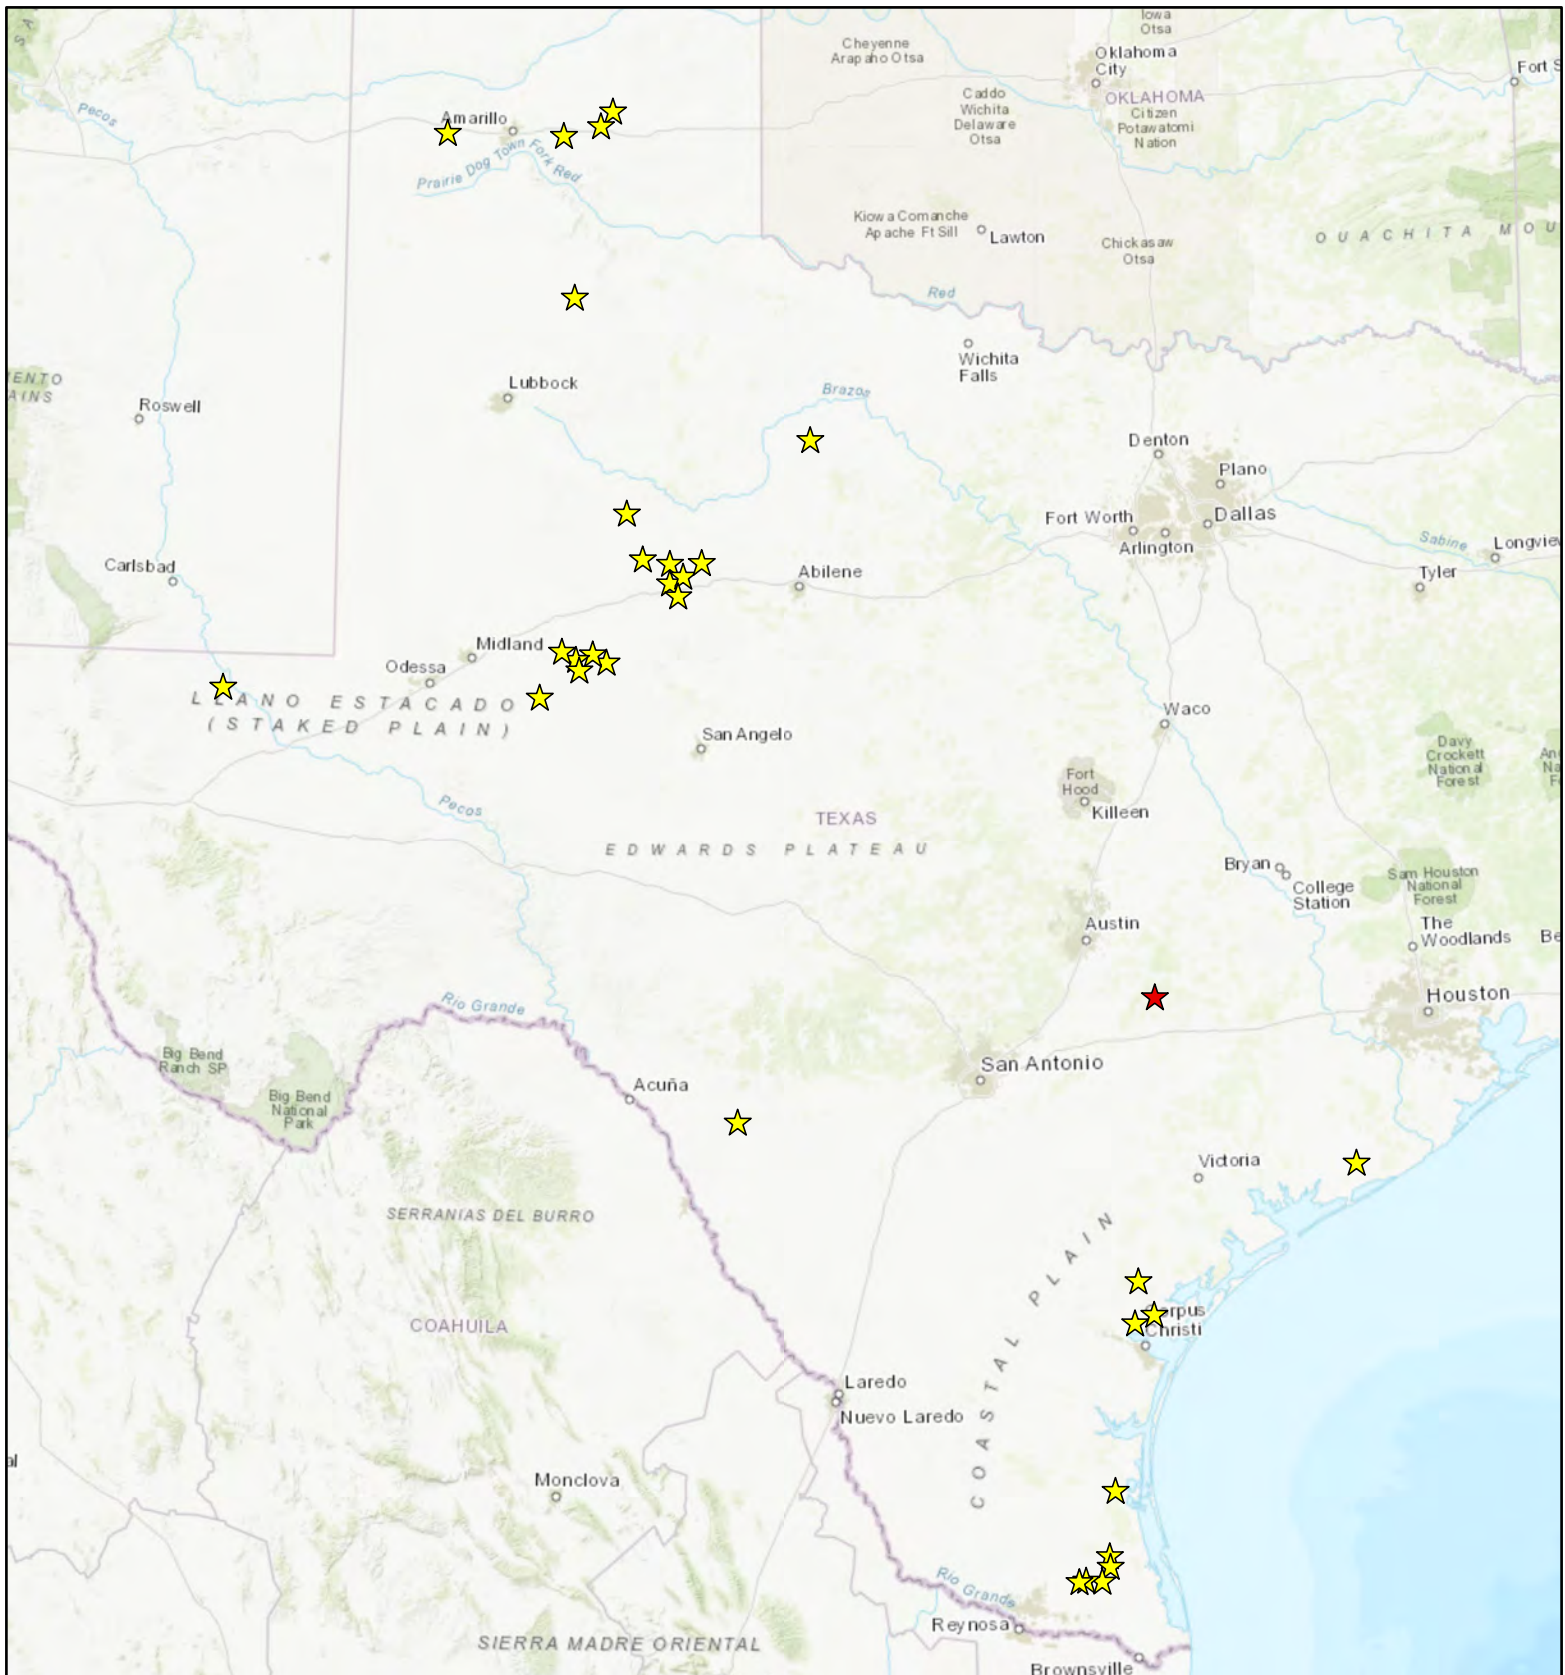 Iowa
Otsa
Cheyenne
Arapaho Otsa
Oklahoma
City
Fort S
Pecos
Amarillo
Caddo
Wichita
Delaware
Otsa
OKLAHOMA
Citizen
Potawatomi
Nation
Prairie Dog Town Fork Red
Kiowa Comanche
Apache Ft Sill
Lawton
Chickasaw
Otsa
OUACHITA MOU
Red
Wichita
Falls
ENTO
AINS
Roswell
Lubbock
Brazos
Denton
Plano
Fort Worth
Dallas
Arlington
Sabine
Longvie
Carlsbad
Abilene
Tyler
Midland
Odessa
LLANO ESTACADO
(STAKED PLAIN)
San Angelo
Waco
Davy
Crockett
National
Forest
An
Na
F
Fort
Hood
Killeen
Pecos
TEXAS
EDWARDS PLATEAU
Bryan
College
Station
Sam Houston
National
Forest
Austin
The
Woodlands
Be
Rio Grande
Houston
Big Bend
Ranch SP
San Antonio
Acuña
Big Bend
National
Park
Victoria
SERRANIAS DEL BURRO
COASTAL PLAIN
COAHUILA
Corpus
Christi
Laredo
Nuevo Laredo
al
Monclova
Rio Grande
Reynosa
SIERRA MADRE ORIENTAL
Brownsville